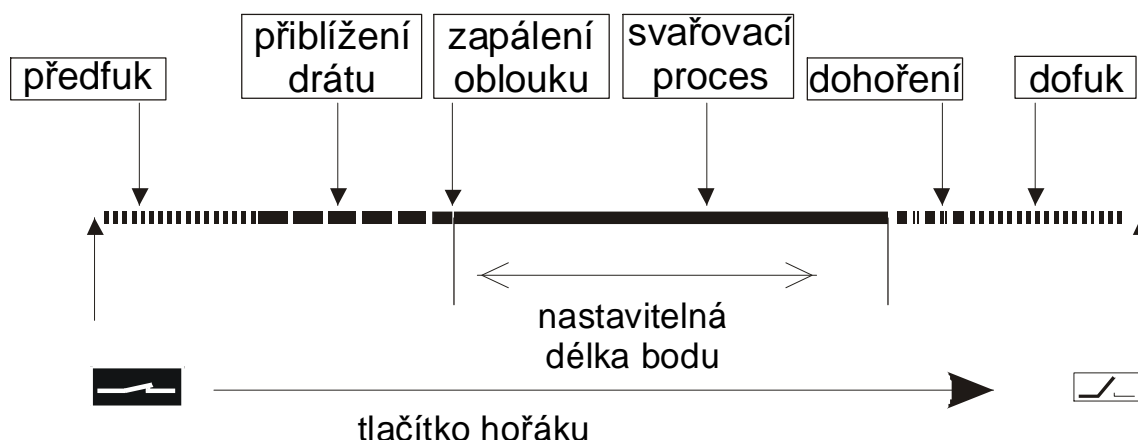 předfuk
přiblížení
drátu
zapálení
oblouku
svařovací
proces
dohoření
dofuk
nastavitelná
délka bodu
tlačítko hořáku